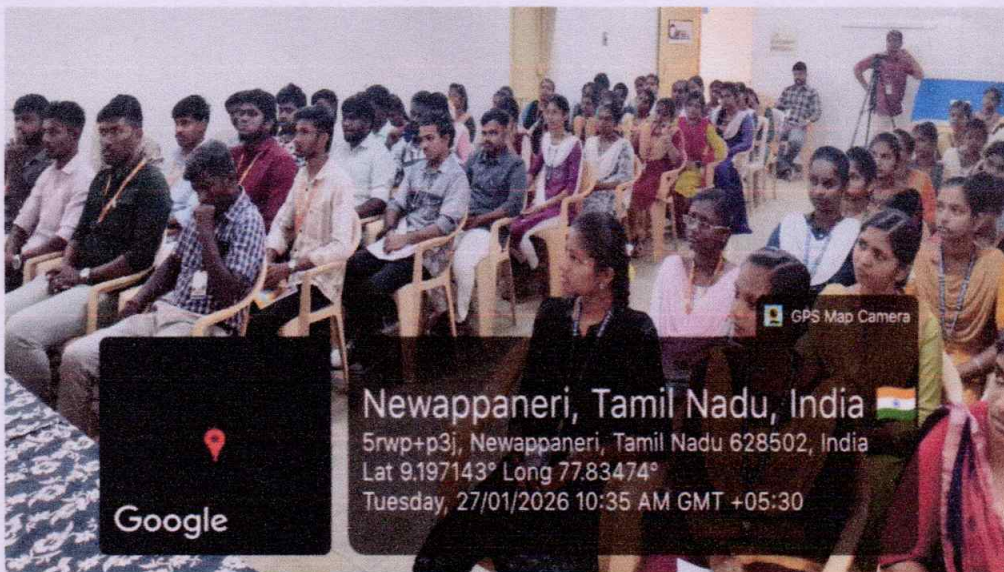 GPS Map Camera
Newappaneri, Tamil Nadu, India
5rwp+p3j, Newappaneri, Tamil Nadu 628502, India
Lat 9.197143° Long 77.83474°
Tuesday, 27/01/2026 10:35 AM GMT +05:30
Google